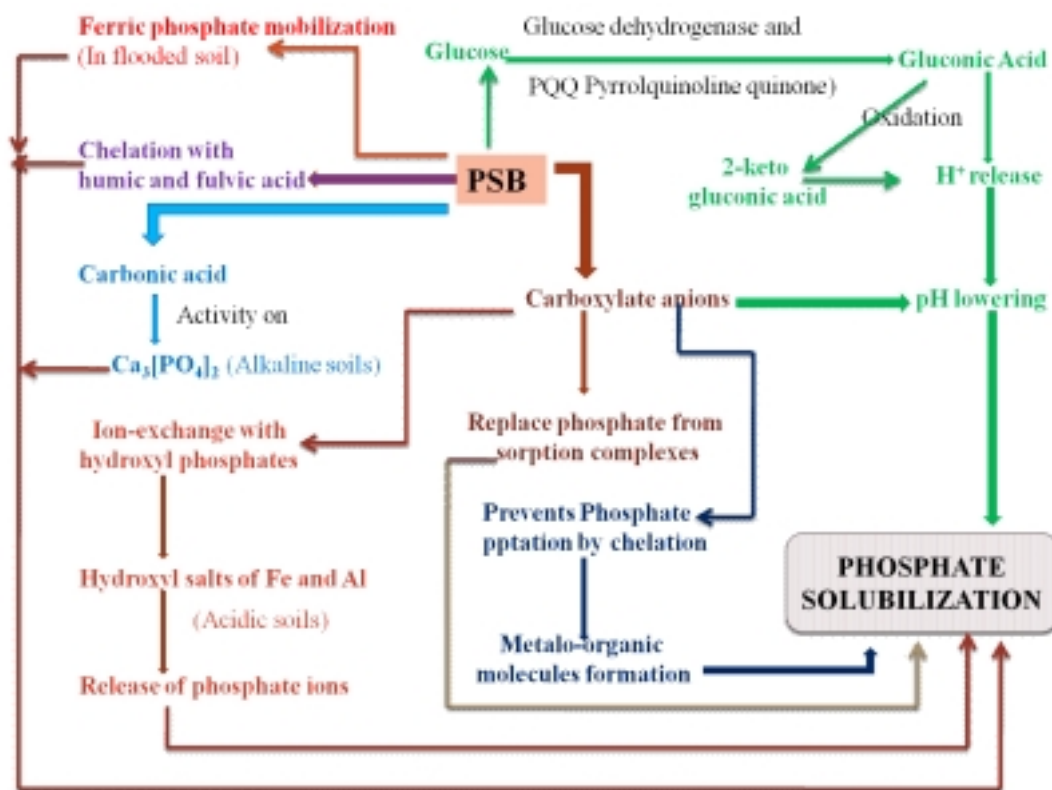 Ferric phosphate mobilization
(In flooded soil)
Glucose
Glucose dehydrogenase and
PQQ Pyrrolquinoline quinone)
Gluconic Acid
Oxidation
Chelation with
humic and fulvic acid
PSB
2-keto
gluconic acid
H⁺ release
Carbonic acid
Activity on
Ca₃[PO₄]₂ (Alkaline soils)
Carboxylate anions
pH lowering
Ion-exchange with
hydroxyl phosphates
Replace phosphate from
sorption complexes
Prevents Phosphate
pptation by chelation
Hydroxyl salts of Fe and Al
(Acidic soils)
PHOSPHATE
SOLUBILIZATION
Metalo-organic
molecules formation
Release of phosphate ions